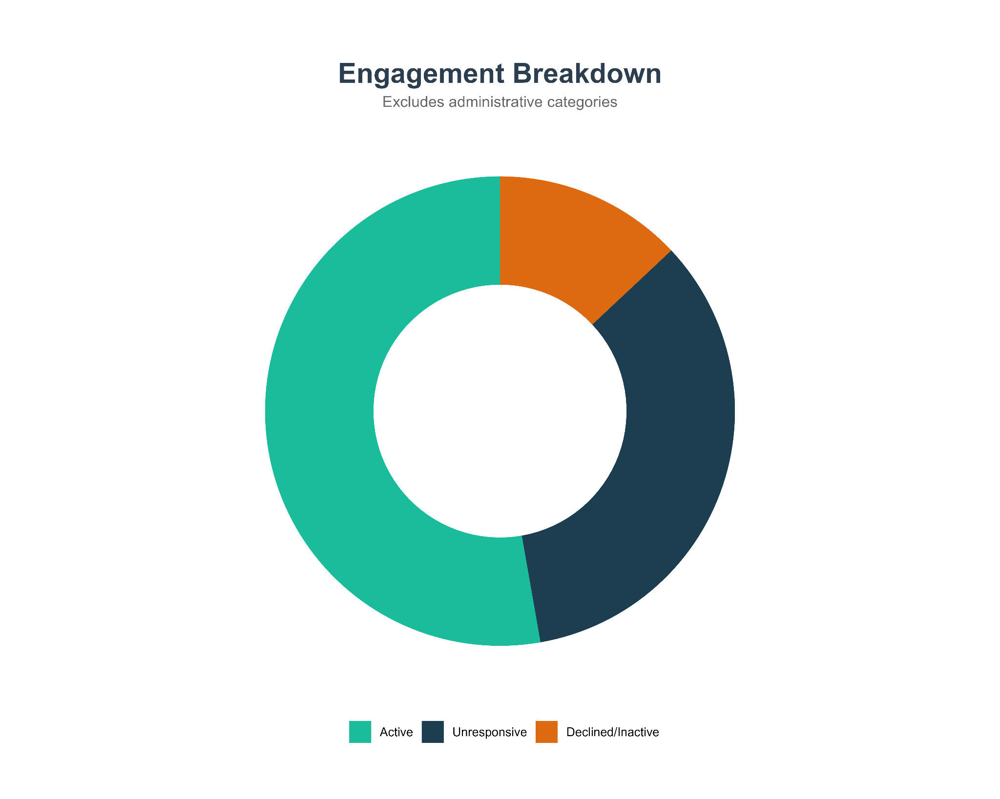 Engagement Breakdown
Excludes administrative categories
Active Unresponsive Declined/Inactive